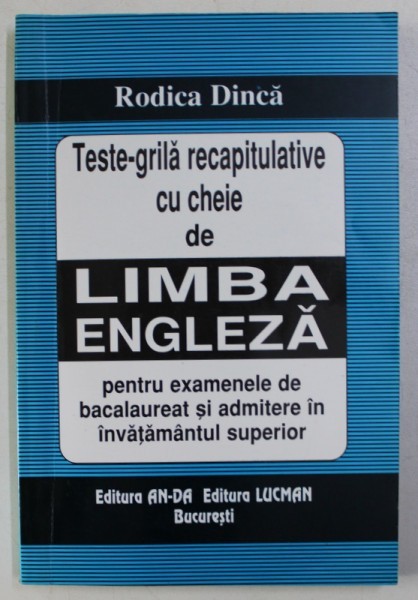 Rodica Dincă
Teste-grilă recapitulative
cu cheie
de
LIMBA
ENGLEZĂ
pentru examenele de
bacalaureat și admitere în
învățământul superior
Editura AN-DA Editura LUCMAN
București